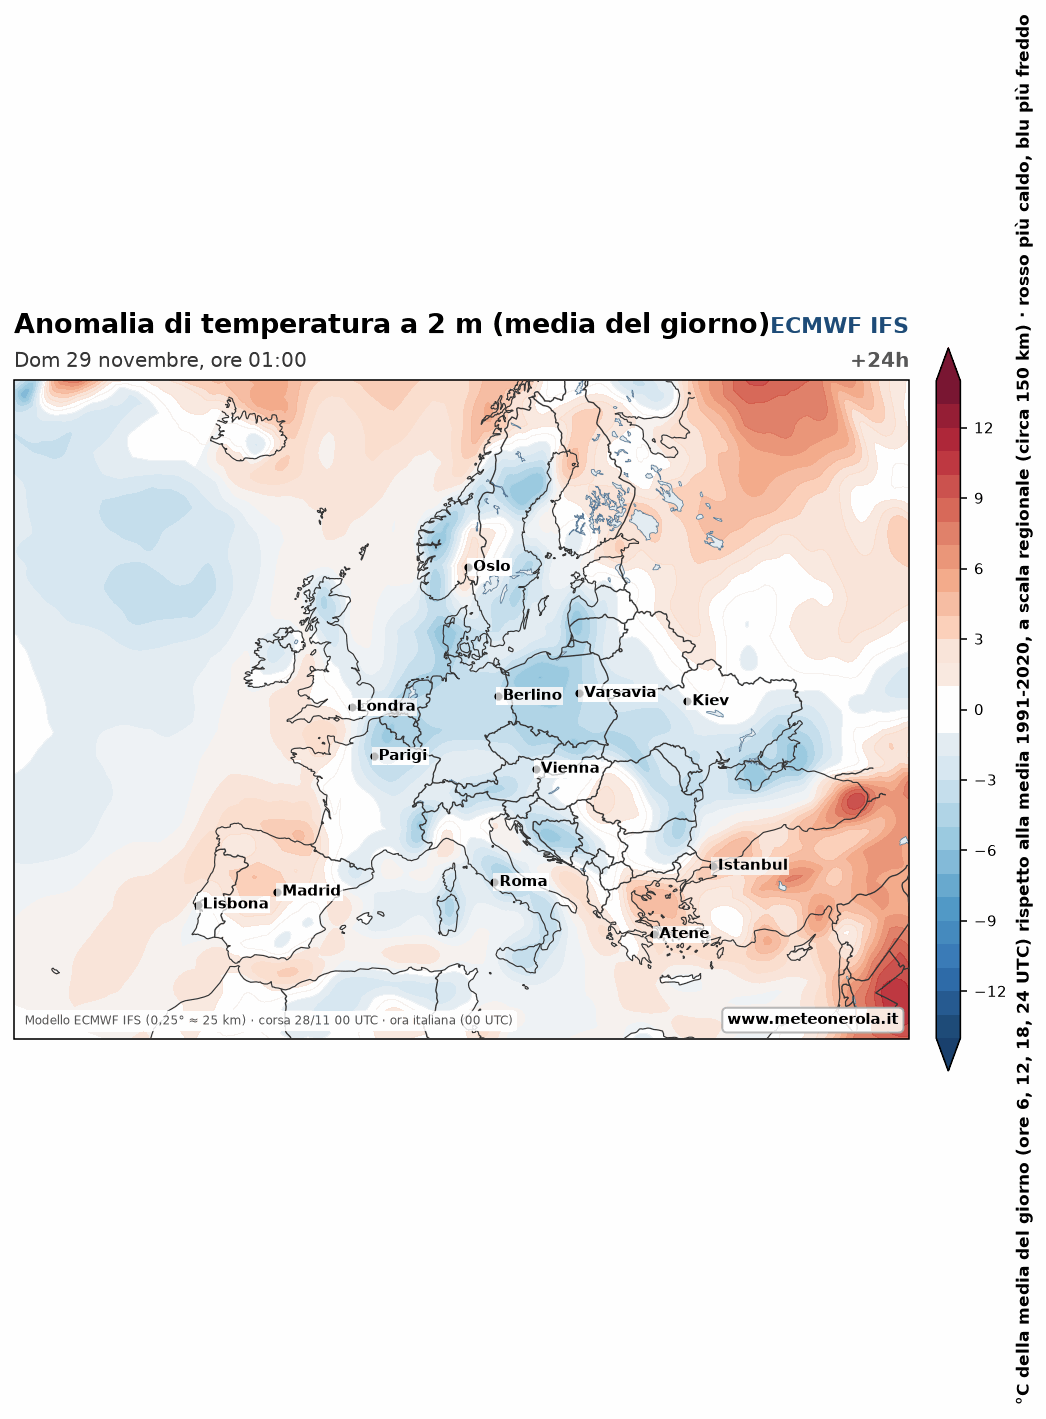 Anomalia di temperatura a 2 m (media del giorno)
ECMWF IFS
Dom 29 novembre, ore 01:00
+24h
Oslo
Londra
Berlino
Varsavia
Kiev
Parigi
Vienna
Istanbul
Roma
Madrid
Lisbona
Atene
Modello ECMWF IFS (0,25° ≈ 25 km) · corsa 28/11 00 UTC · ora italiana (00 UTC)
www.meteonerola.it
12
9
6
3
0
−3
−6
−9
−12
°C della media del giorno (ore 6, 12, 18, 24 UTC) rispetto alla media 1991-2020, a scala regionale (circa 150 km) · rosso più caldo, blu più freddo